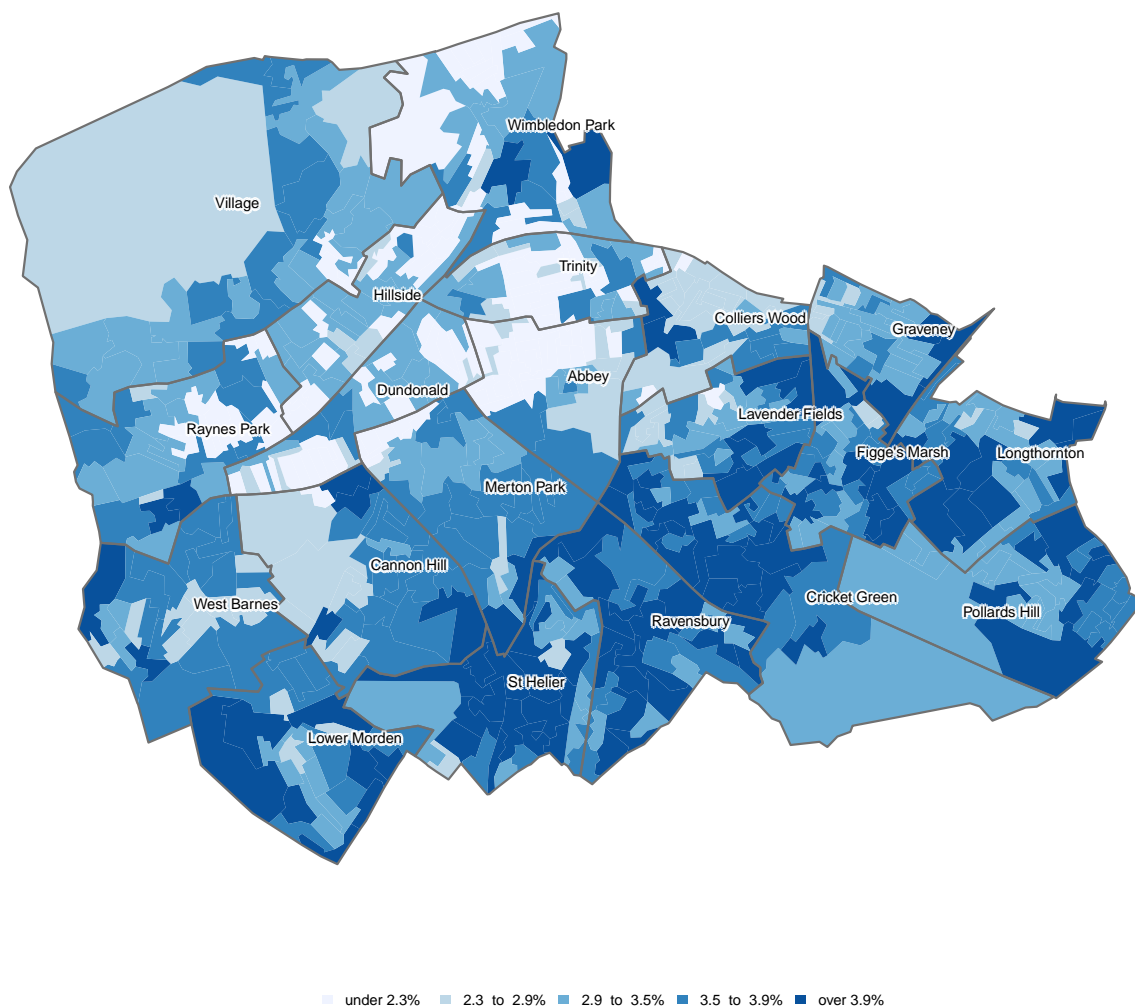 Wimbledon Park
Village
Trinity
Hillside
Colliers Wood
Graveney
Abbey
Dundonald
Lavender Fields
Raynes Park
Figge's Marsh
Longthornton
Merton Park
Cannon Hill
Cricket Green
West Barnes
Pollards Hill
Ravensbury
St Helier
Lower Morden
under 2.3% 2.3 to 2.9% 2.9 to 3.5% 3.5 to 3.9% over 3.9%